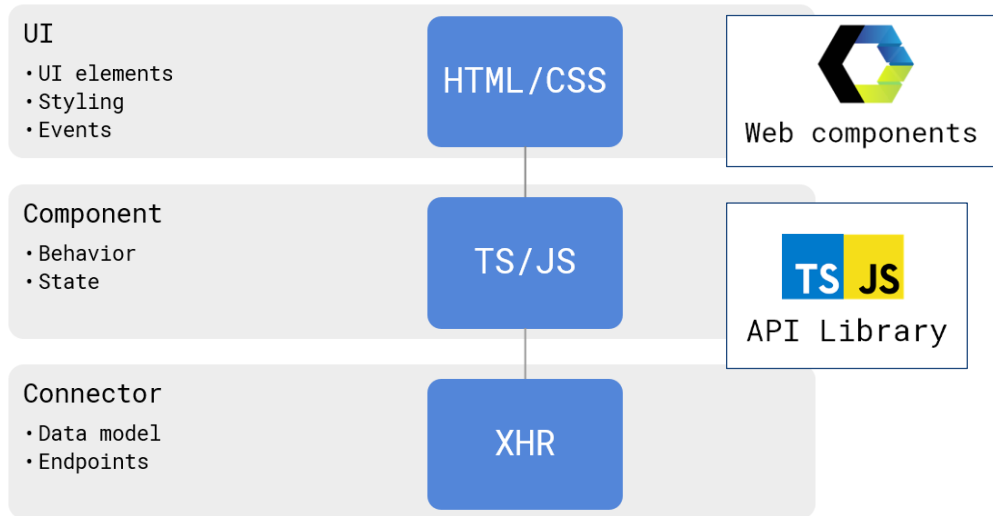 UI
• UI elements
• Styling
• Events
HTML/CSS
Web components
Component
• Behavior
• State
TS/JS
TS JS
API Library
Connector
• Data model
• Endpoints
XHR